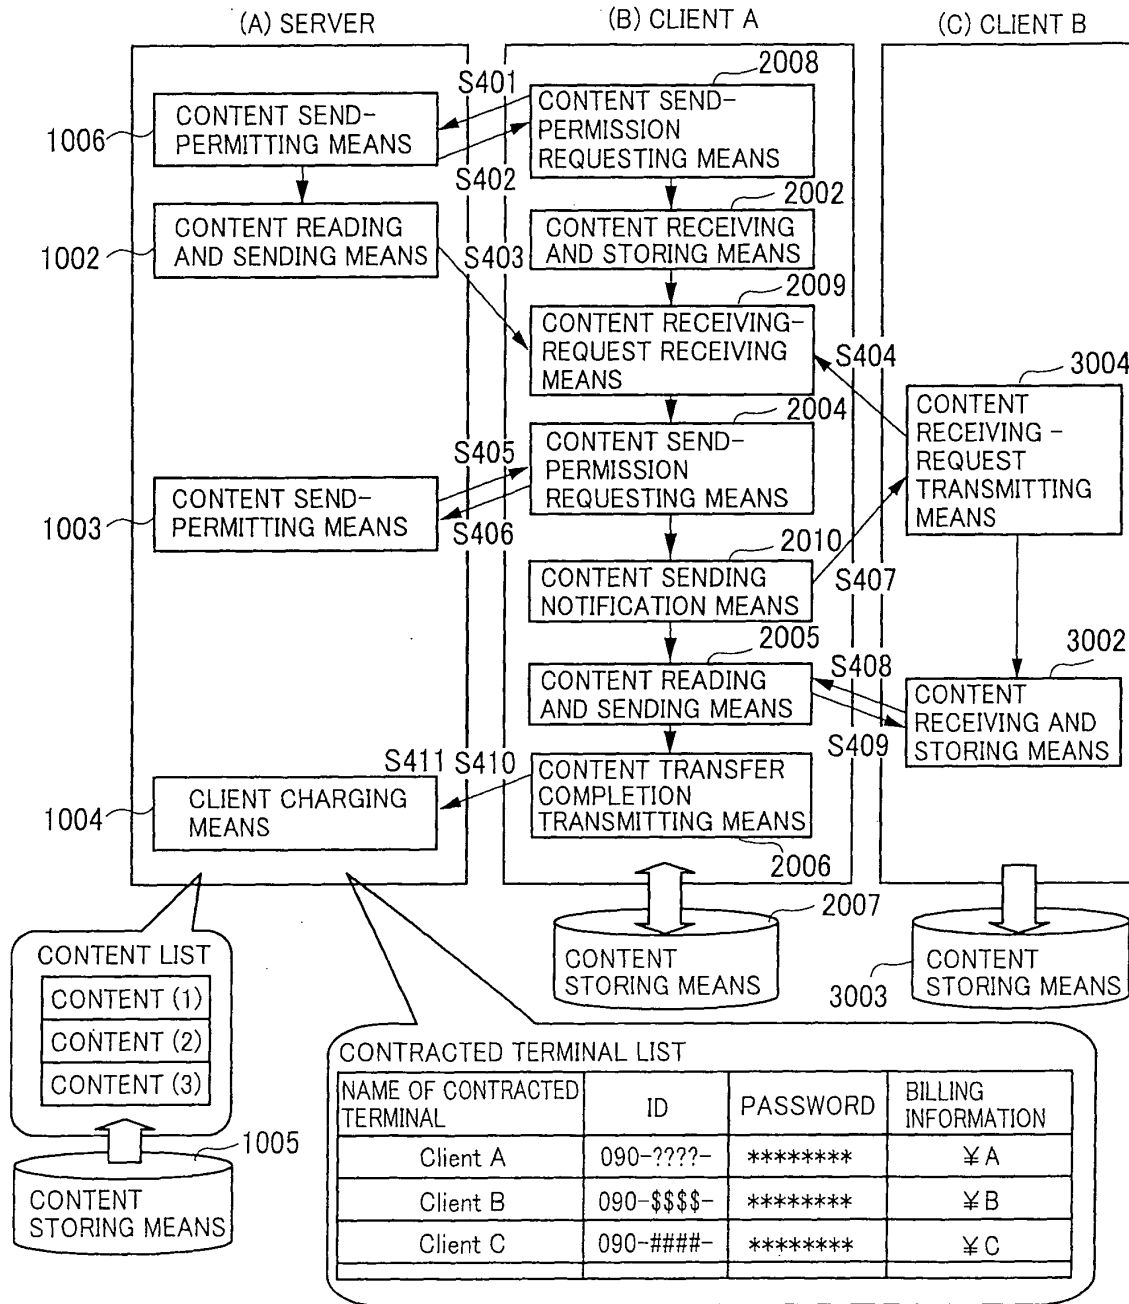 (A) SERVER
(B) CLIENT A
(C) CLIENT B
S401
2008
1006
CONTENT SEND-
PERMITTING MEANS
CONTENT SEND-
PERMISSION
REQUESTING MEANS
S402
2002
1002
CONTENT READING
AND SENDING MEANS
S403
CONTENT RECEIVING
AND STORING MEANS
2009
CONTENT RECEIVING-
REQUEST RECEIVING
MEANS
S404
3004
CONTENT
RECEIVING-
REQUEST
TRANSMITTING
MEANS
2004
S405
CONTENT SEND-
PERMISSION
REQUESTING MEANS
1003
CONTENT SEND-
PERMITTING MEANS
S406
2010
CONTENT SENDING
NOTIFICATION MEANS
S407
2005
S408
3002
CONTENT READING
AND SENDING MEANS
S409
CONTENT
RECEIVING AND
STORING MEANS
S411 S410
1004
CLIENT CHARGING
MEANS
CONTENT TRANSFER
COMPLETION
TRANSMITTING MEANS
2006
2007
CONTENT
STORING MEANS
3003
CONTENT
STORING MEANS
CONTENT LIST
CONTENT (1)
CONTENT (2)
CONTENT (3)
1005
CONTENT
STORING MEANS
CONTRACTED TERMINAL LIST
NAME OF CONTRACTED
TERMINAL
ID
PASSWORD
BILLING
INFORMATION
Client A 090-????- ******** ¥A
Client B 090-$$$$- ******** ¥B
Client C 090-####- ******** ¥C